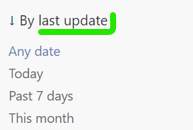 ↓ By last update
Any date
Today
Past 7 days
This month